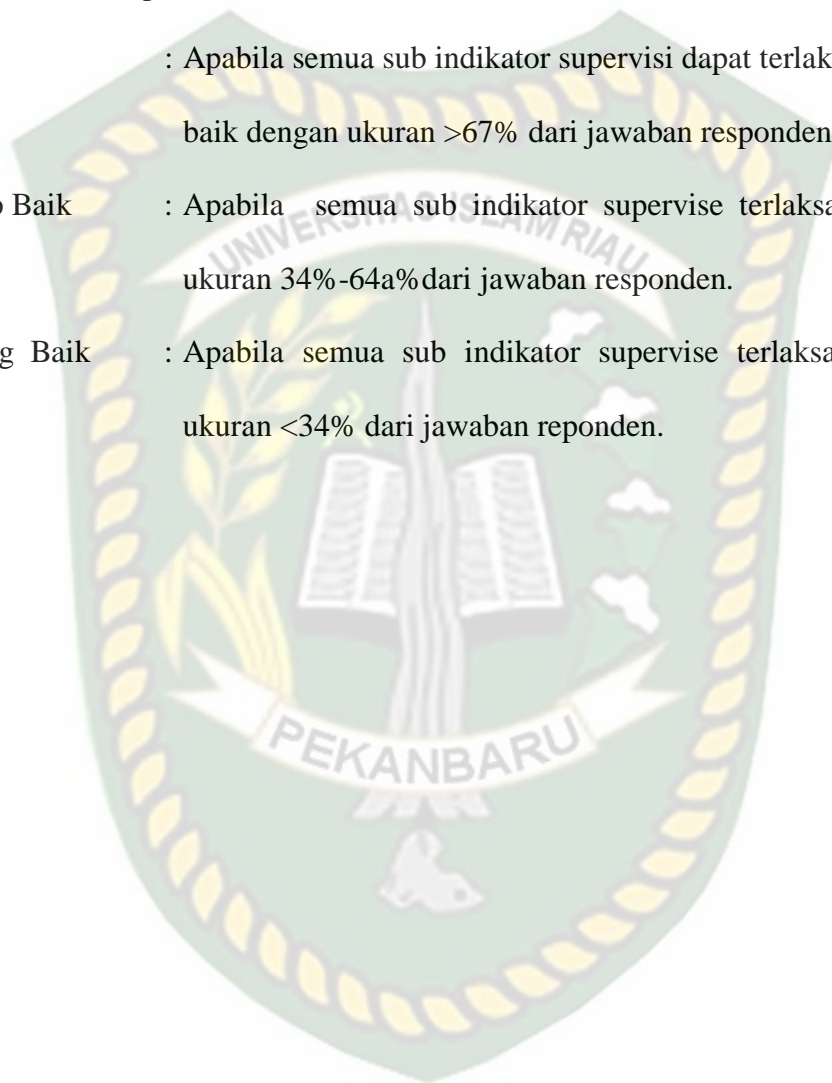 : Apabila semua sub indikator supervisi dapat terlak
baik dengan ukuran >67% dari jawaban responden
Baik : Apabila semua sub indikator supervise terlaksa
ukuran 34%-64a%dari jawaban responden.
g Baik : Apabila semua sub indikator supervise terlaksa
ukuran <34% dari jawaban reponden.
UNIVERSITAS ISLAM RIAU
PEKANBARU